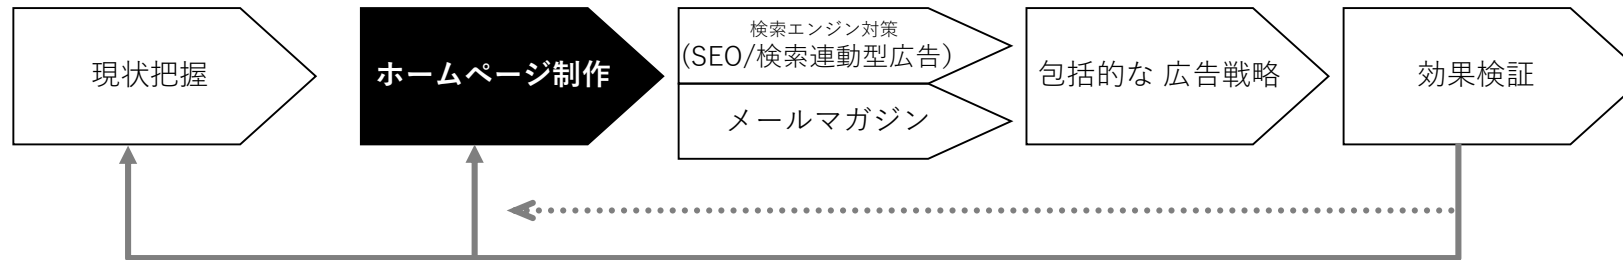 現状把握
ホームページ制作
検索エンジン対策
(SEO/検索連動型広告)
メールマガジン
包括的な 広告戦略
効果検証